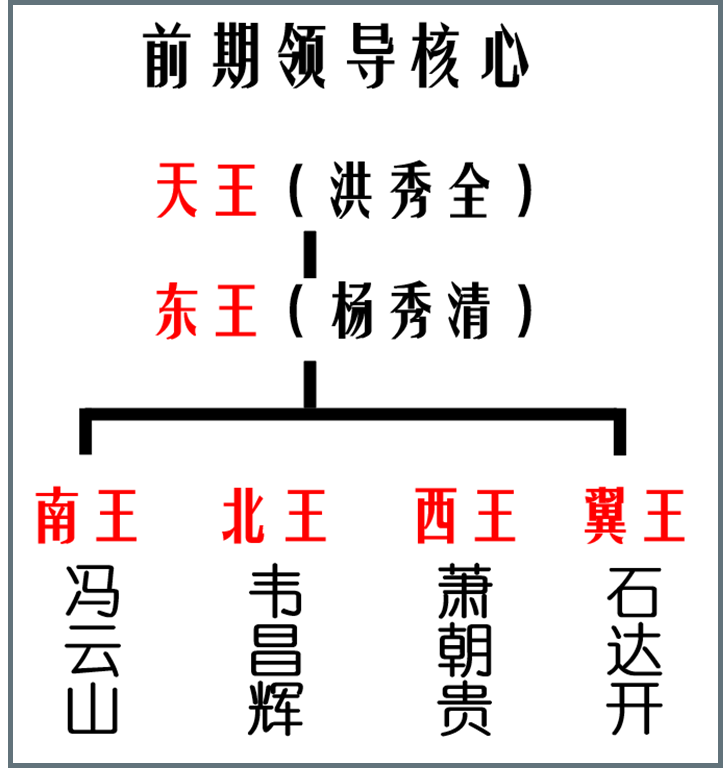 前期领导核心
天王(洪秀全)
东王(杨秀清)
南王 北王 西王 翼王
冯云山 韦昌辉 萧朝贵 石达开